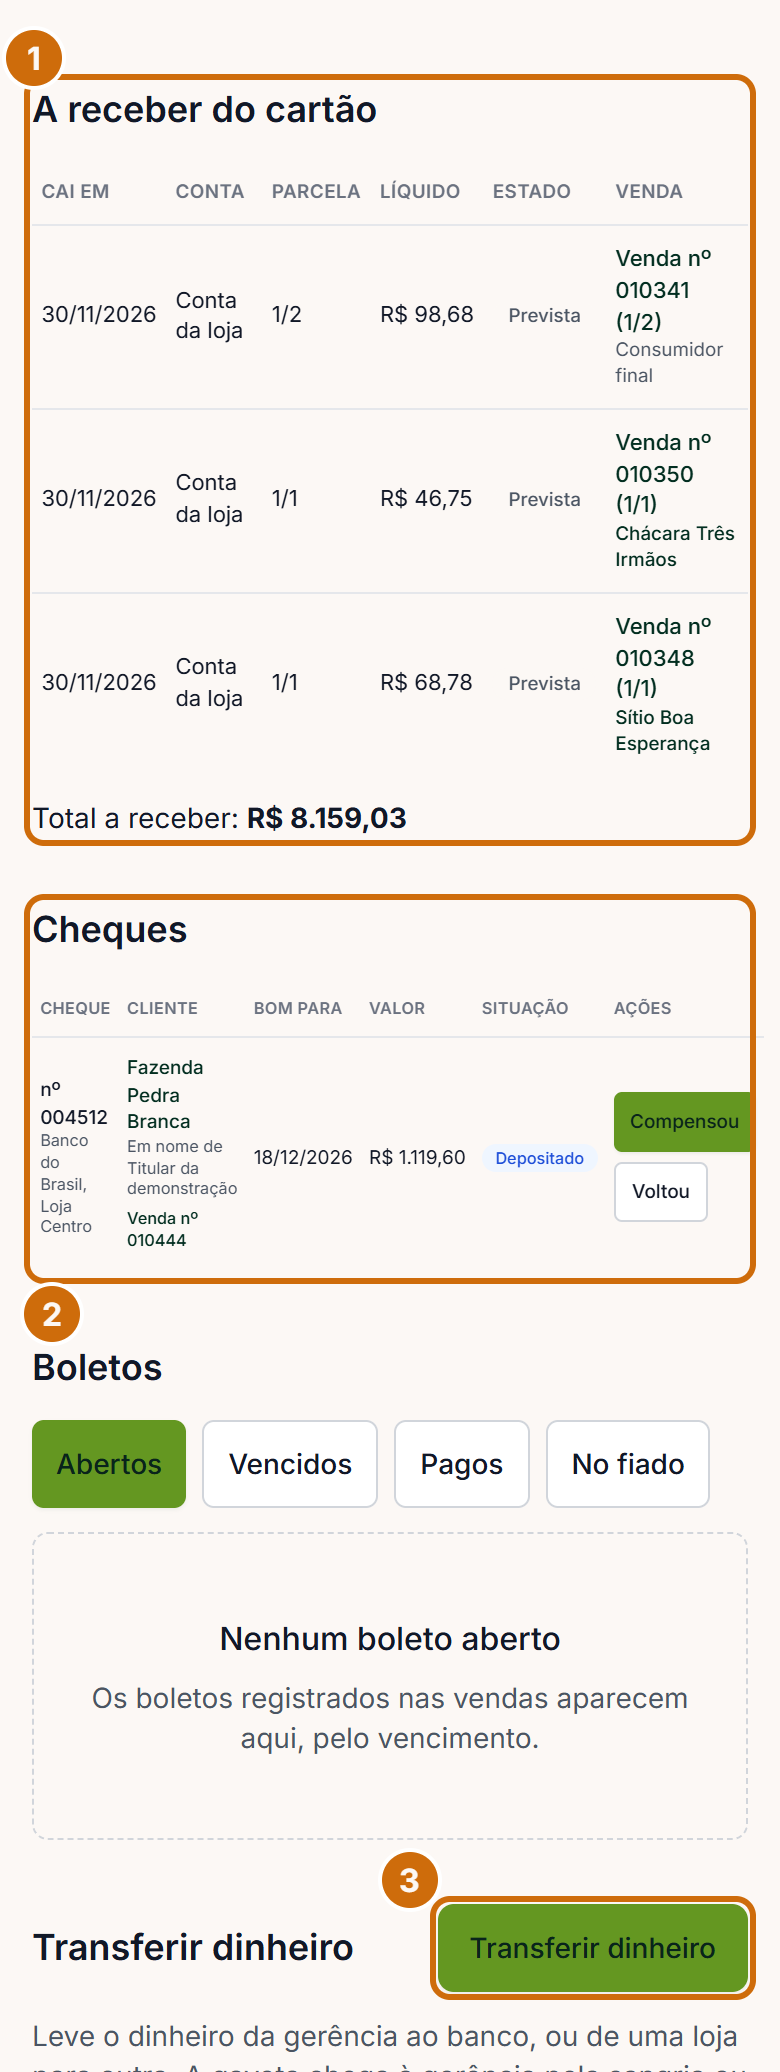 1
A receber do cartão
CAI EM CONTA PARCELA LÍQUIDO ESTADO VENDA
30/11/2026 Conta da loja 1/2 R$ 98,68 Prevista Venda nº 010341 (1/2) Consumidor final
30/11/2026 Conta da loja 1/1 R$ 46,75 Prevista Venda nº 010350 (1/1) Chácara Três Irmãos
30/11/2026 Conta da loja 1/1 R$ 68,78 Prevista Venda nº 010348 (1/1) Sítio Boa Esperança
Total a receber: R$ 8.159,03
Cheques
CHEQUE CLIENTE BOM PARA VALOR SITUAÇÃO AÇÕES
nº 004512 Banco do Brasil, Loja Centro Fazenda Pedra Branca Em nome de Titular da demonstração Venda nº 010444 18/12/2026 R$ 1.119,60 Depositado Compensou Voltou
2
Boletos
Abertos Vencidos Pagos No fiado
Nenhum boleto aberto
Os boletos registrados nas vendas aparecem
aqui, pelo vencimento.
3
Transferir dinheiro Transferir dinheiro
Leve o dinheiro da gerência ao banco, ou de uma loja